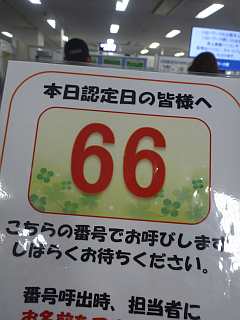 本日認定日の皆様へ
66
こちらの番号でお呼びします
しばらくお待ちください。
番号呼出時、担当者に